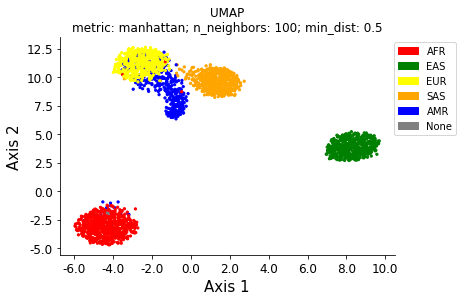 UMAP
metric: manhattan; n_neighbors: 100; min_dist: 0.5
12.5
10.0
7.5
5.0
2.5
0.0
-2.5
-5.0
Axis 2
-6.0 -4.0 -2.0 0.0 2.0 4.0 6.0 8.0 10.0
Axis 1
AFR
EAS
EUR
SAS
AMR
None